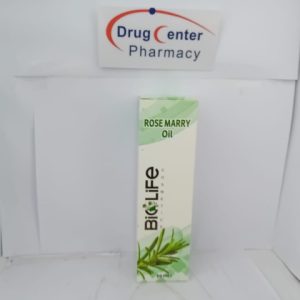 Drug Center
Pharmacy
ROSE MARRY
Oil
BiOLiFe